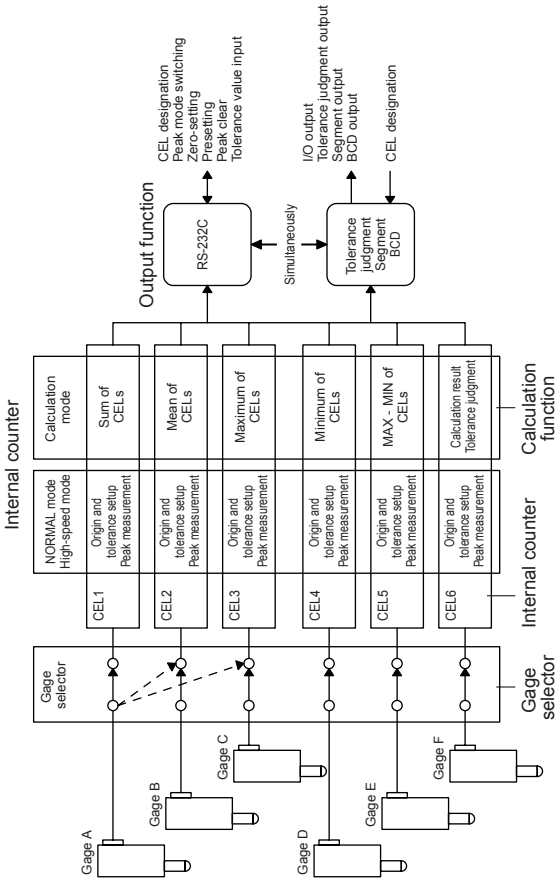 Internal counter
Gage
selector
NORMAL mode
High-speed mode
Calculation
mode
Output function
Gage A
CEL1
Origin and
tolerance setup
Peak measurement
Sum of
CELs
Gage B
CEL2
Origin and
tolerance setup
Peak measurement
Mean of
CELs
Gage C
CEL3
Origin and
tolerance setup
Peak measurement
Maximum of
CELs
Gage D
CEL4
Origin and
tolerance setup
Peak measurement
Minimum of
CELs
Gage E
CEL5
Origin and
tolerance setup
Peak measurement
MAX - MIN of
CELs
Gage F
CEL6
Origin and
tolerance setup
Peak measurement
Calculation result
Tolerance judgment
RS-232C
CEL designation
Peak mode switching
Zero-setting
Presetting
Peak clear
Tolerance value input
Simultaneously
Tolerance
judgment
Segment
BCD
I/O output
Tolerance judgment output
Segment output
BCD output
CEL designation
Gage
selector
Internal counter
Calculation
function